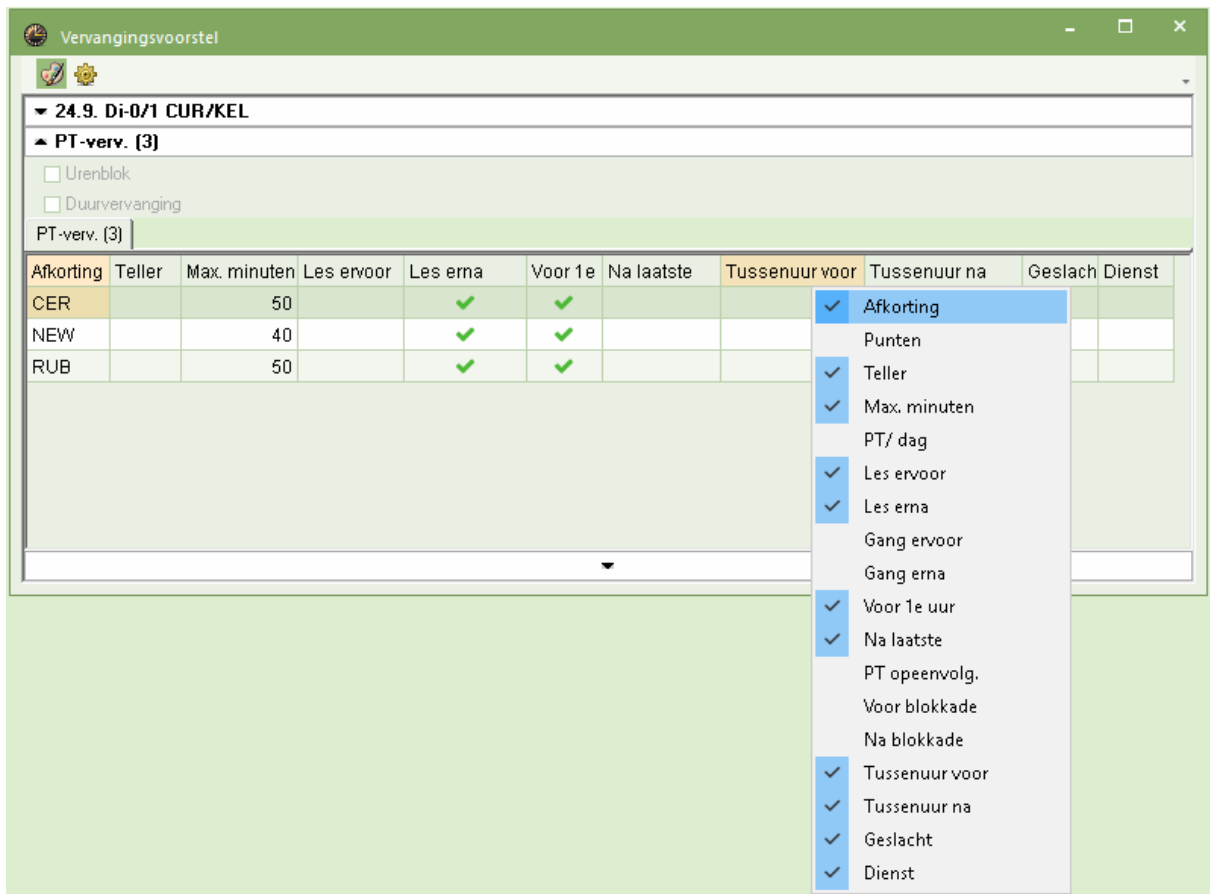 Vervangingsvoorstel
24.9. Di-0/1 CUR/KEL
PT-verv. (3)
Urenblok
Duurvervanging
PT-verv. (3)
Afkorting Teller Max. minuten Les ervoor Les erna Voor 1e Na laatste Tussenuur voor Tussenuur na Geslach Dienst
CER 50
NEW 40
RUB 50
Afkorting
Punten
Teller
Max. minuten
PT/ dag
Les ervoor
Les erna
Gang ervoor
Gang erna
Voor 1e uur
Na laatste
PT opeenvolg.
Voor blokkade
Na blokkade
Tussenuur voor
Tussenuur na
Geslacht
Dienst